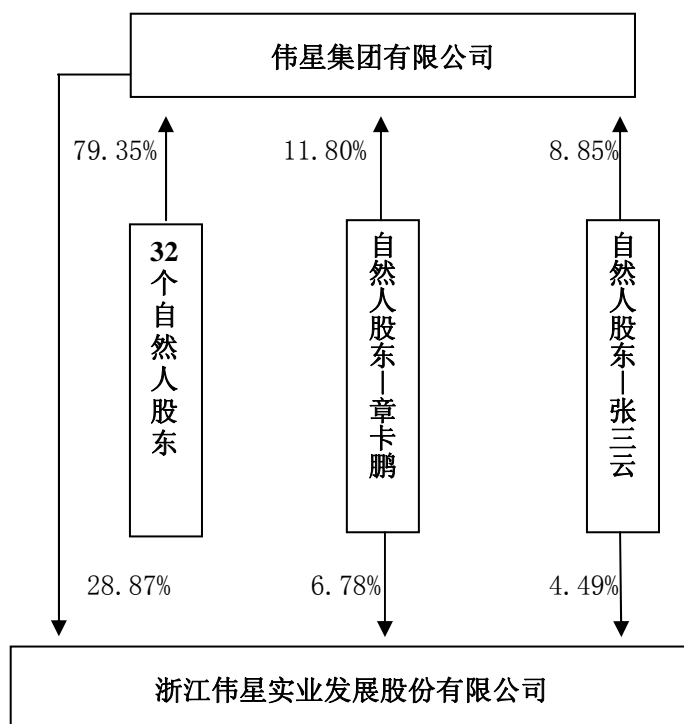 伟星集团有限公司
79.35%
11.80%
8.85%
32个自然人股东
自然人股东—章卡鹏
自然人股东—张三云
28.87%
6.78%
4.49%
浙江伟星实业发展股份有限公司